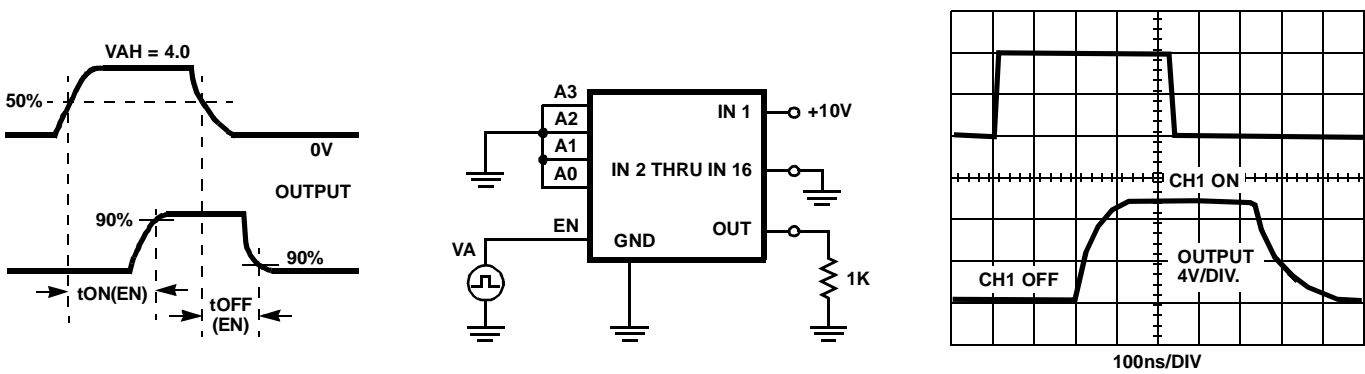 VAH = 4.0
50%
0V
OUTPUT
90%
90%
tON(EN)
tOFF
(EN)
A3
A2
A1
A0
EN
VA
IN 1
+10V
IN 2 THRU IN 16
OUT
GND
1K
CH1 ON
OUTPUT
4V/DIV.
CH1 OFF
100ns/DIV